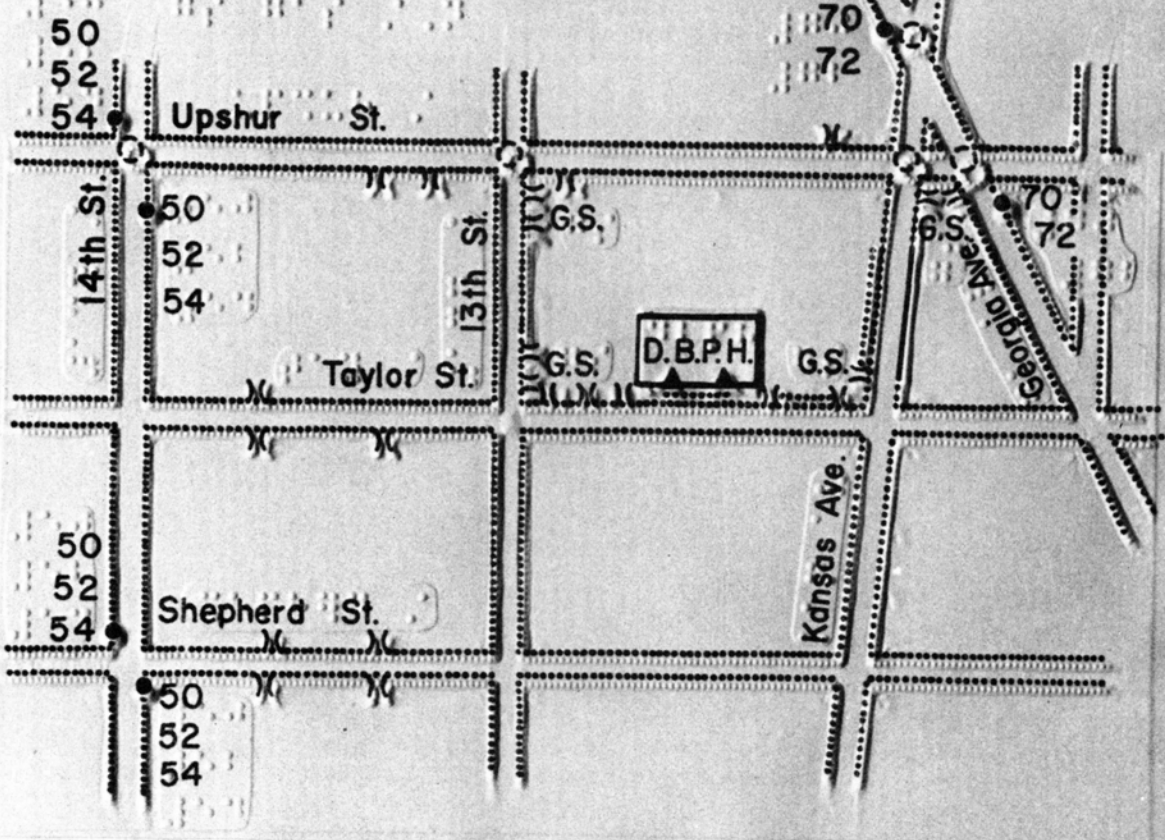 50
52
54
70
72
Upshur St.
14th St.
50
52
54
13th St.
G.S.
G.S.
Georgia Ave.
70
72
Taylor St.
G.S.
D.B.P.H.
G.S.
50
52
54
Shepherd St.
Kansas Ave.
50
52
54